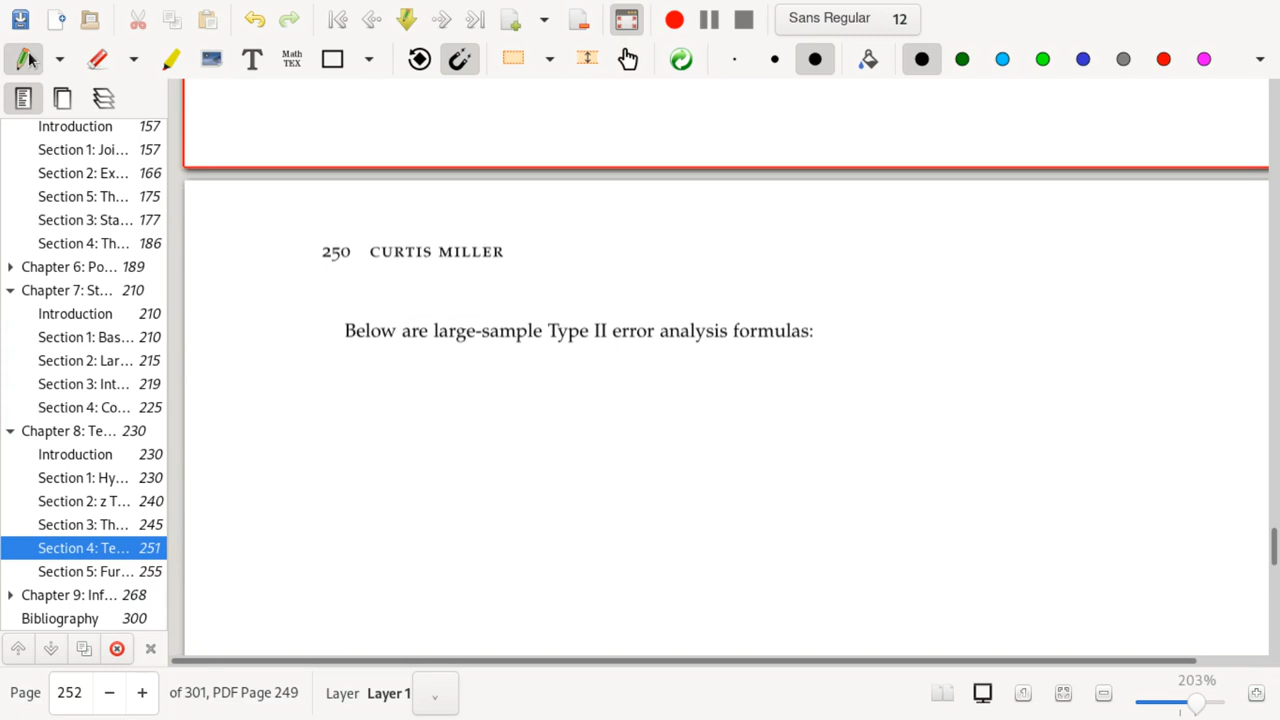 Sans Regular 12
Math
TEX
Introduction 157
Section 1: Joi... 157
Section 2: Ex... 166
Section 5: Th... 175
Section 3: Sta... 177
Section 4: Th... 186
Chapter 6: Po... 189
Chapter 7: St... 210
Introduction 210
Section 1: Bas... 210
Section 2: Lar... 215
Section 3: Int... 219
Section 4: Co... 225
Chapter 8: Te... 230
Introduction 230
Section 1: Hy... 230
Section 2: z T... 240
Section 3: Th... 245
Section 4: Te... 251
Section 5: Fur... 255
Chapter 9: Inf... 268
Bibliography 300
250 CURTIS MILLER
Below are large-sample Type II error analysis formulas:
Page 252 of 301, PDF Page 249 Layer Layer 1 203%